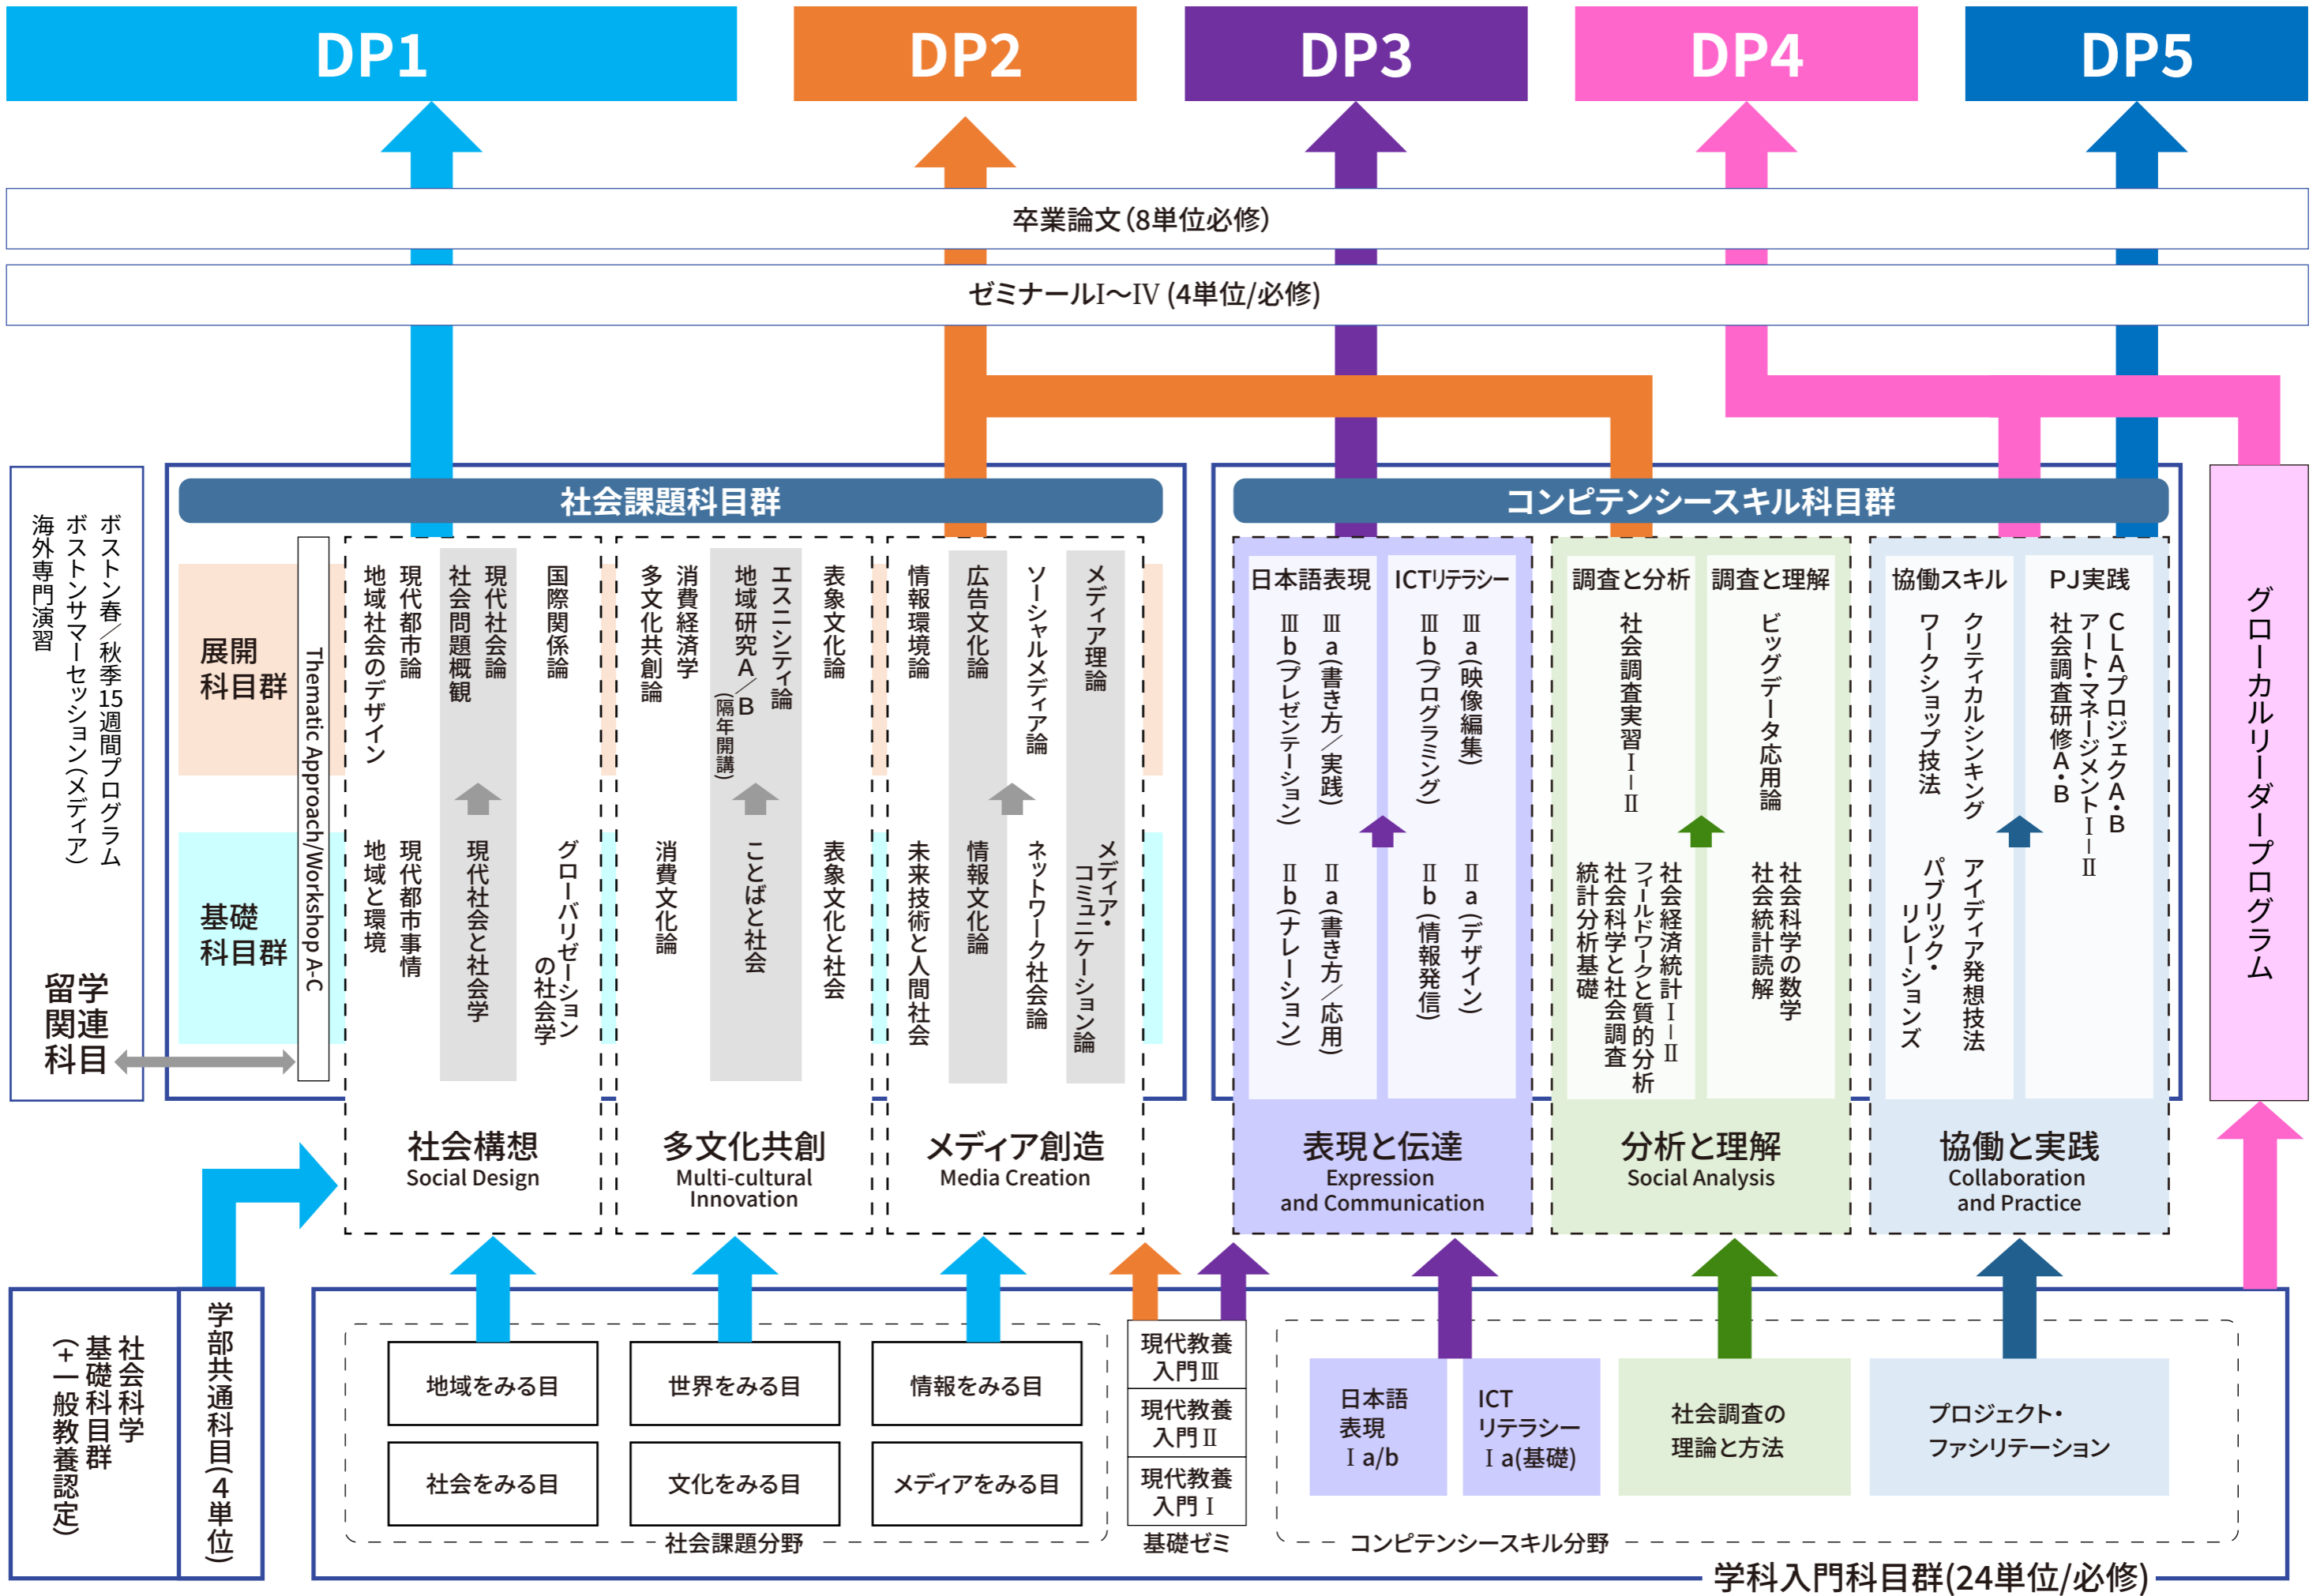 DP1
DP2
DP3
DP4
DP5
卒業論文(8単位必修)
ゼミナールⅠ～Ⅳ (4単位/必修)
ボストン春／秋季15週間プログラム
ボストンサマーセッション(メディア)
海外専門演習
留学
関連
科目
社会課題科目群
展開
科目群
基礎
科目群
Thematic Approach/Workshop A-C
国際関係論
現代社会論
社会問題概観
現代都市論
地域社会のデザイン
グローバリゼーション
の社会学
現代社会と社会学
現代都市事情
地域と環境
社会構想
Social Design
表象文化論
エスニシティ論
地域研究A／B
(隔年開講)
消費経済学
多文化共創論
表象文化と社会
ことばと社会
消費文化論
多文化共創
Multi-cultural
Innovation
メディア理論
ソーシャルメディア論
広告文化論
情報環境論
メディア・
コミュニケーション論
ネットワーク社会論
情報文化論
未来技術と人間社会
メディア創造
Media Creation
コンピテンシースキル科目群
日本語表現
Ⅲa(書き方／実践)
Ⅲb(プレゼンテーション)
Ⅱa(書き方／応用)
Ⅱb(ナレーション)
ICTリテラシー
Ⅲa(映像編集)
Ⅲb(プログラミング)
Ⅱa(デザイン)
Ⅱb(情報発信)
表現と伝達
Expression
and Communication
調査と分析
社会調査実習Ⅰ－Ⅱ
社会経済統計Ⅰ－Ⅱ
フィールドワークと質的分析
社会科学と社会調査
統計分析基礎
調査と理解
ビッグデータ応用論
社会科学の数学
社会統計読解
分析と理解
Social Analysis
協働スキル
クリティカルシンキング
ワークショップ技法
アイディア発想技法
パブリック・
リレーションズ
PJ実践
CLAプロジェクA・B
アート・マネージメントⅠ－Ⅱ
社会調査研修A・B
協働と実践
Collaboration
and Practice
グローカルリーダープログラム
社会科学
基礎科目群
(+一般教養認定)
学部共通科目(4単位)
地域をみる目
世界をみる目
情報をみる目
社会をみる目
文化をみる目
メディアをみる目
社会課題分野
現代教養
入門Ⅲ
現代教養
入門Ⅱ
現代教養
入門Ⅰ
基礎ゼミ
日本語
表現
Ⅰa/b
ICT
リテラシー
Ⅰa(基礎)
社会調査の
理論と方法
プロジェクト・
ファシリテーション
コンピテンシースキル分野
学科入門科目群(24単位/必修)